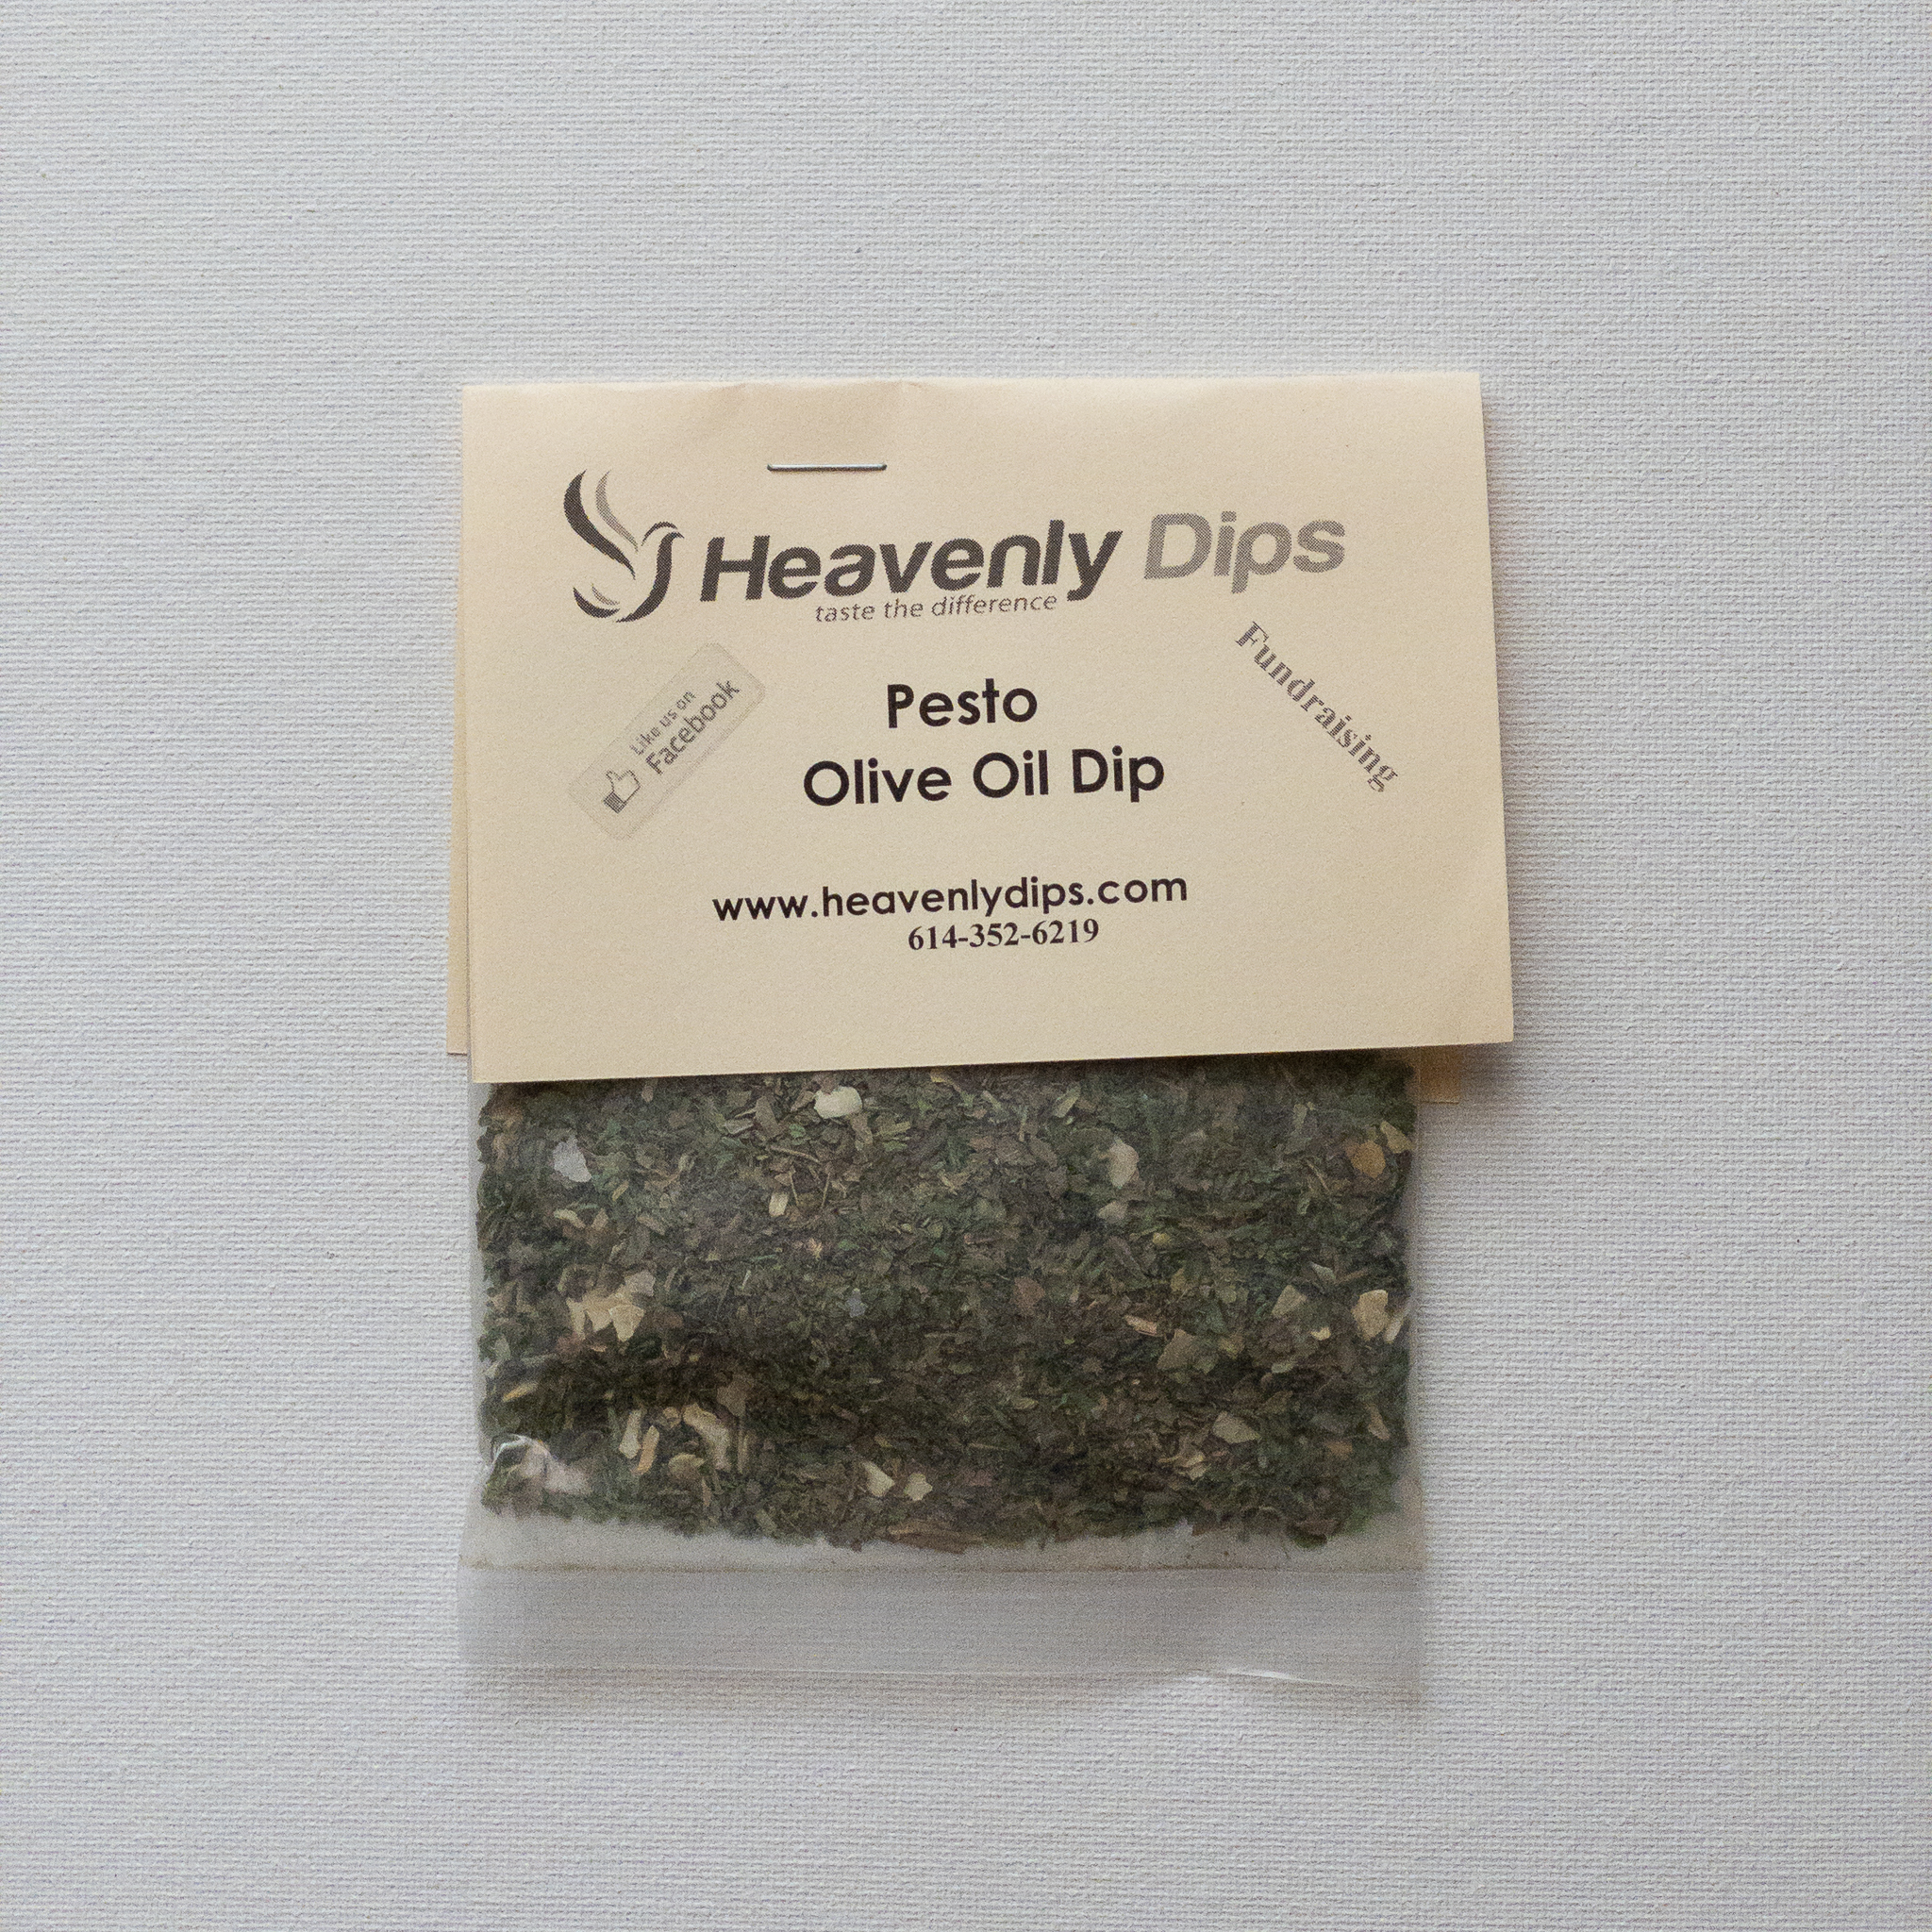 Heavenly Dips
taste the difference
Like us on
Facebook
Fundraising
Pesto
Olive Oil Dip
www.heavenlydips.com
614-352-6219